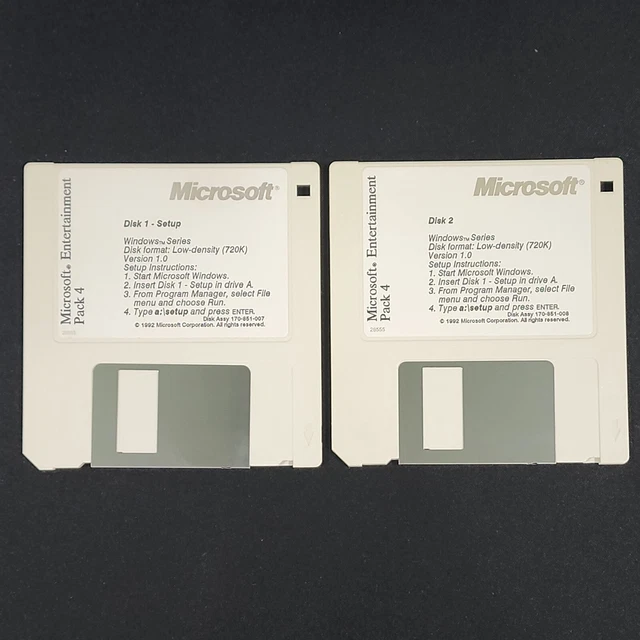 Microsoft® Entertainment
Pack 4
Microsoft®
Disk 1 - Setup
Windows™ Series
Disk format: Low-density (720K)
Version 1.0
Setup Instructions:
1. Start Microsoft Windows.
2. Insert Disk 1 - Setup in drive A.
3. From Program Manager, select File
menu and choose Run.
4. Type a:\setup and press ENTER.
Disk Assy 170-851-007
© 1992 Microsoft Corporation. All rights reserved.
Microsoft® Entertainment
Pack 4
Microsoft®
Disk 2
Windows™ Series
Disk format: Low-density (720K)
Version 1.0
Setup Instructions:
1. Start Microsoft Windows.
2. Insert Disk 1 - Setup in drive A.
3. From Program Manager, select File
menu and choose Run.
4. Type a:\setup and press ENTER.
Disk Assy 170-851-008
© 1992 Microsoft Corporation. All rights reserved.
28555